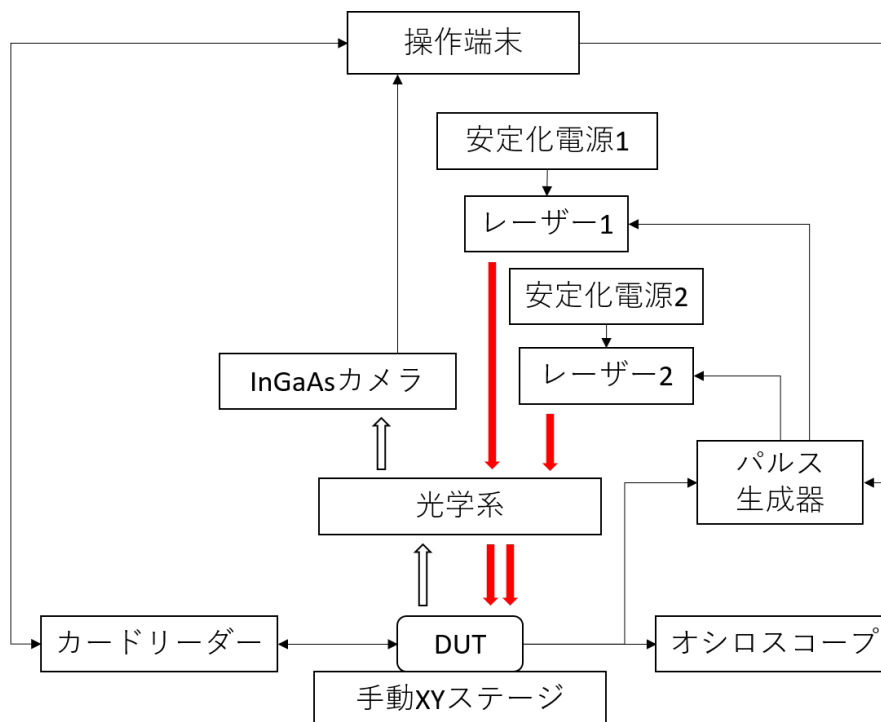 操作端末
安定化電源1
レーザー1
安定化電源2
レーザー2
InGaAsカメラ
パルス
生成器
光学系
カードリーダー
DUT
オシロスコープ
手動XYステージ